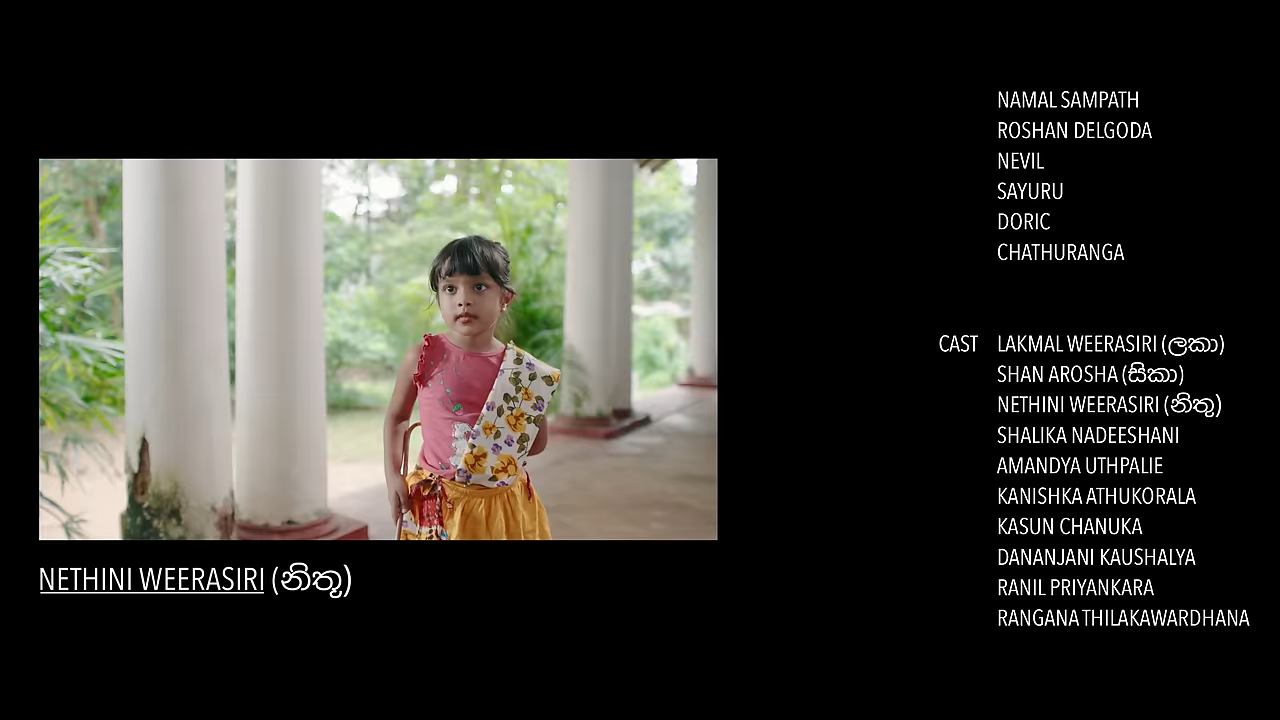 NAMAL SAMPATH
ROSHAN DELGODA
NEVIL
SAYURU
DORIC
CHATHURANGA
CAST LAKMAL WEERASIRI (ලකා)
SHAN AROSHA (සිකා)
NETHINI WEERASIRI (නිතු)
SHALIKA NADEESHANI
AMANDYA UTHPALIE
KANISHKA ATHUKORALA
KASUN CHANUKA
DANANJANI KAUSHALYA
RANIL PRIYANKARA
RANGANA THILAKAWARDHANA
NETHINI WEERASIRI (නිතූ)